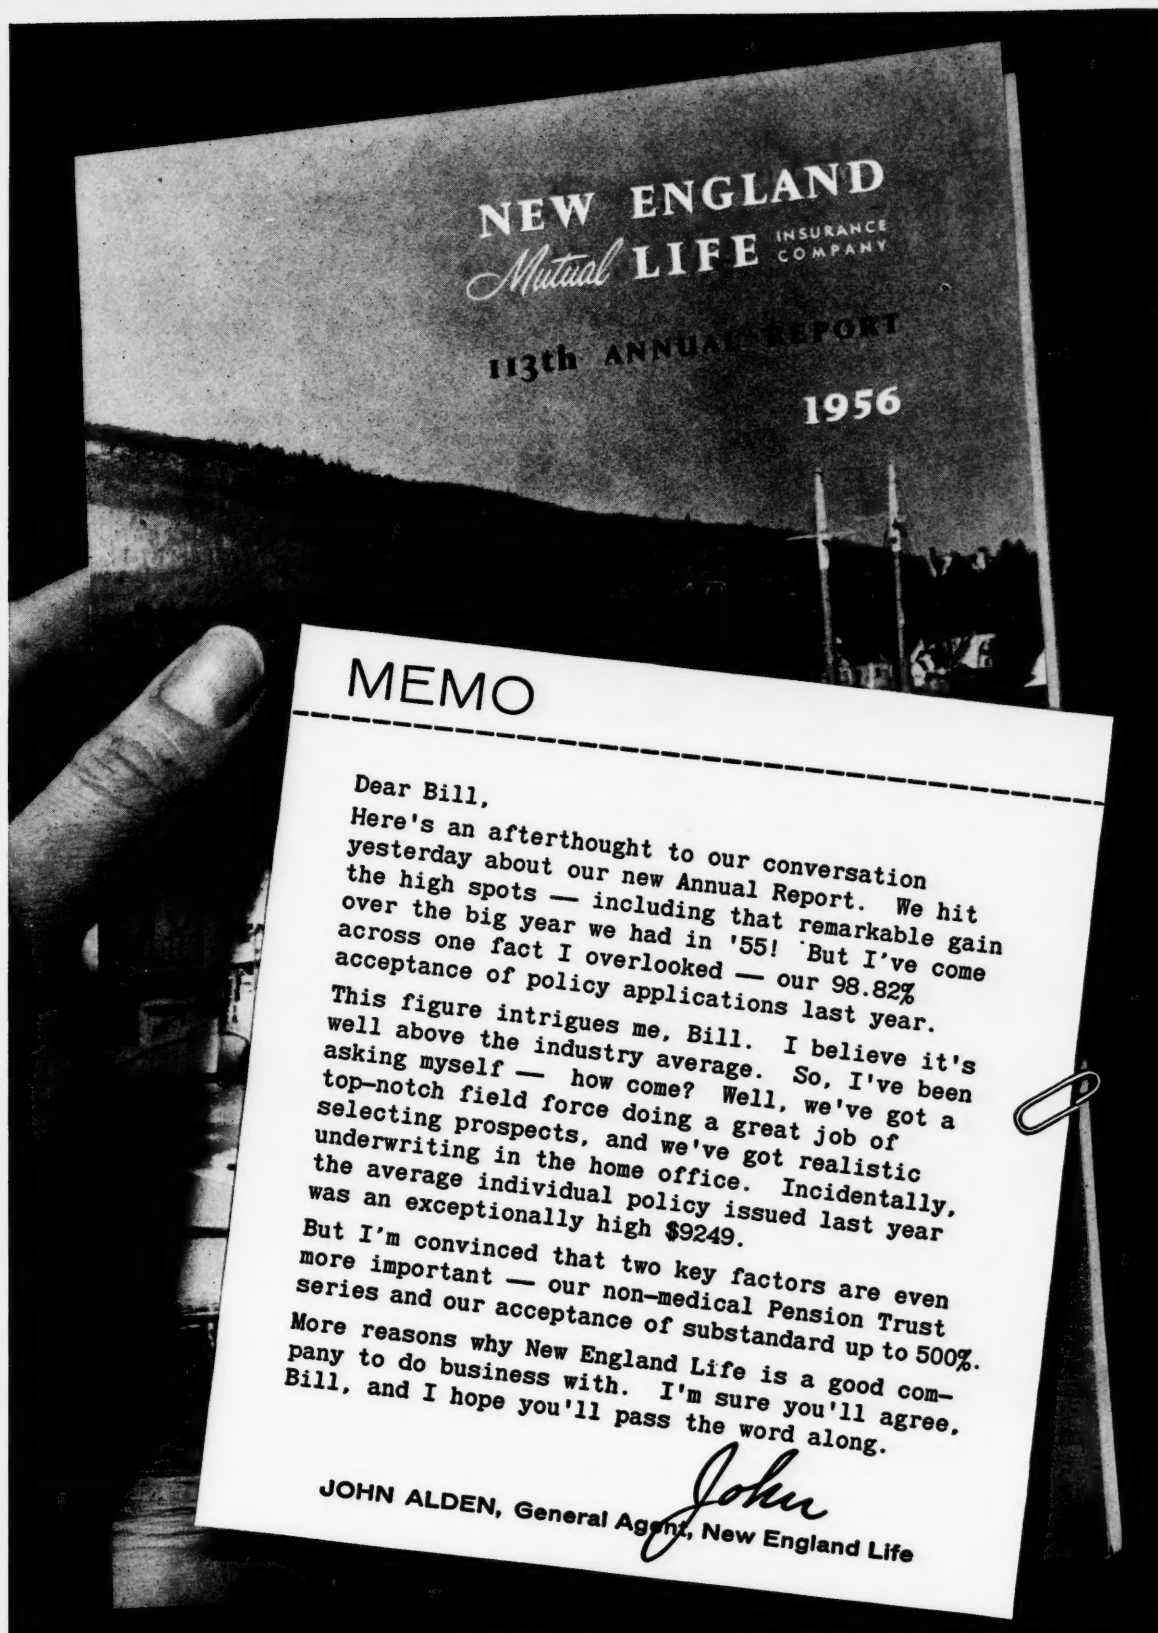 NEW ENGLAND
Mutual LIFE INSURANCE COMPANY
113th ANNUAL REPORT
1956
MEMO
Dear Bill,
Here's an afterthought to our conversation
yesterday about our new Annual Report. We hit
the high spots — including that remarkable gain
over the big year we had in '55! But I've come
across one fact I overlooked — our 98.82%
acceptance of policy applications last year.
This figure intrigues me, Bill. I believe it's
well above the industry average. So, I've been
asking myself — how come? Well, we've got a
top-notch field force doing a great job of
selecting prospects, and we've got realistic
underwriting in the home office. Incidentally,
the average individual policy issued last year
was an exceptionally high $9249.
But I'm convinced that two key factors are even
more important — our non-medical Pension Trust
series and our acceptance of substandard up to 500%.
More reasons why New England Life is a good com-
pany to do business with. I'm sure you'll agree,
Bill, and I hope you'll pass the word along.
John
JOHN ALDEN, General Agent, New England Life